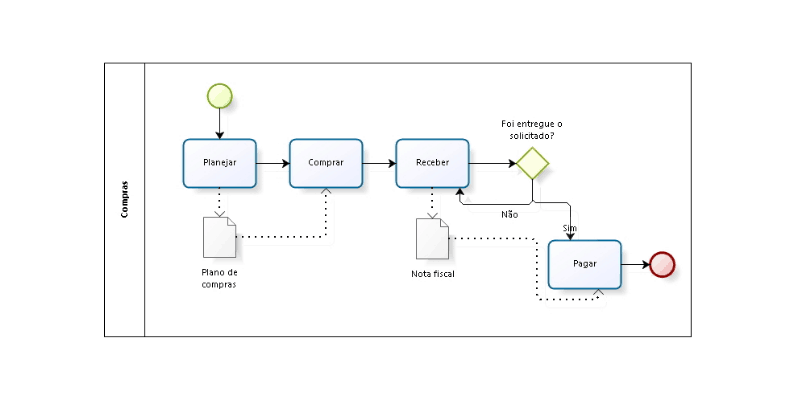 Compras
Foi entregue o
solicitado?
Planejar
Comprar
Receber
Não
Sim
Plano de
compras
Nota fiscal
Pagar